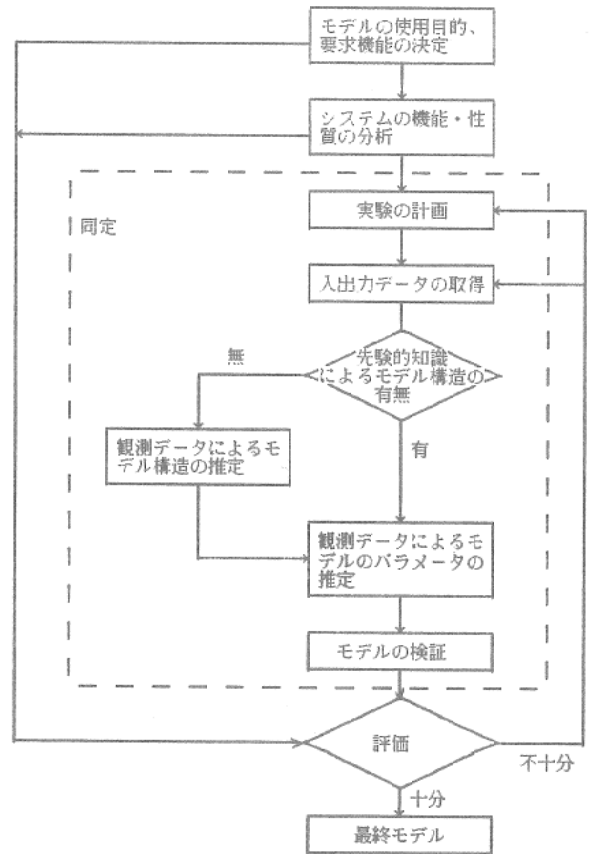 モデルの使用目的、
要求機能の決定
システムの機能・性
質の分析
同定
実験の計画
入出力データの取得
先験的知識
によるモデル構造の
有無
無
有
観測データによるモ
デル構造の推定
観測データによるモ
デルのパラメータの
推定
モデルの検証
評価
不十分
十分
最終モデル